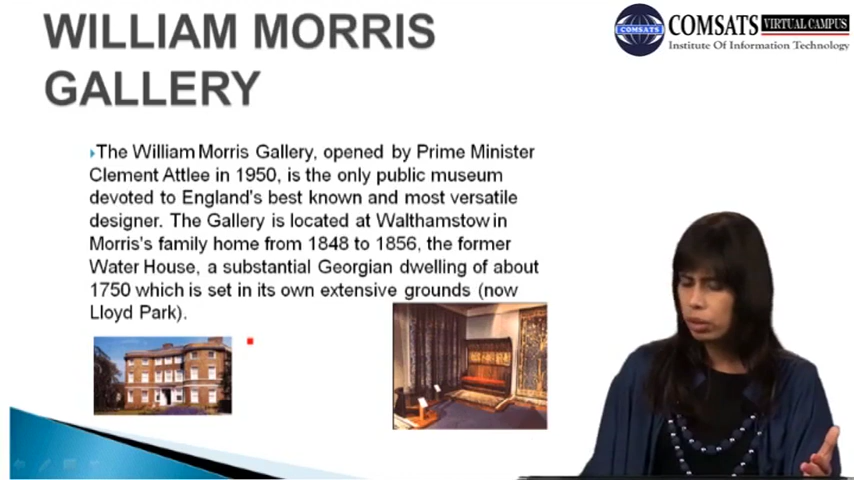 WILLIAM MORRIS
GALLERY
COMSATS VIRTUAL CAMPUS
COMSATS
Institute Of Information Technology
The William Morris Gallery, opened by Prime Minister
Clement Attlee in 1950, is the only public museum
devoted to England's best known and most versatile
designer. The Gallery is located at Walthamstow in
Morris's family home from 1848 to 1856, the former
Water House, a substantial Georgian dwelling of about
1750 which is set in its own extensive grounds (now
Lloyd Park).